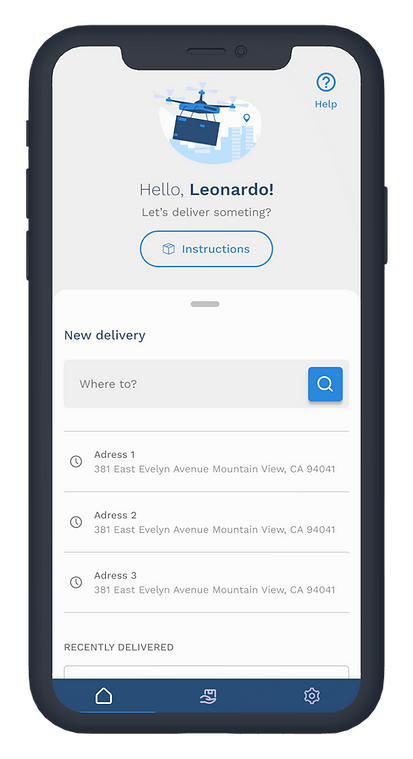 Help
Hello, Leonardo!
Let's deliver someting?
Instructions
New delivery
Where to?
Adress 1
381 East Evelyn Avenue Mountain View, CA 94041
Adress 2
381 East Evelyn Avenue Mountain View, CA 94041
Adress 3
381 East Evelyn Avenue Mountain View, CA 94041
RECENTLY DELIVERED